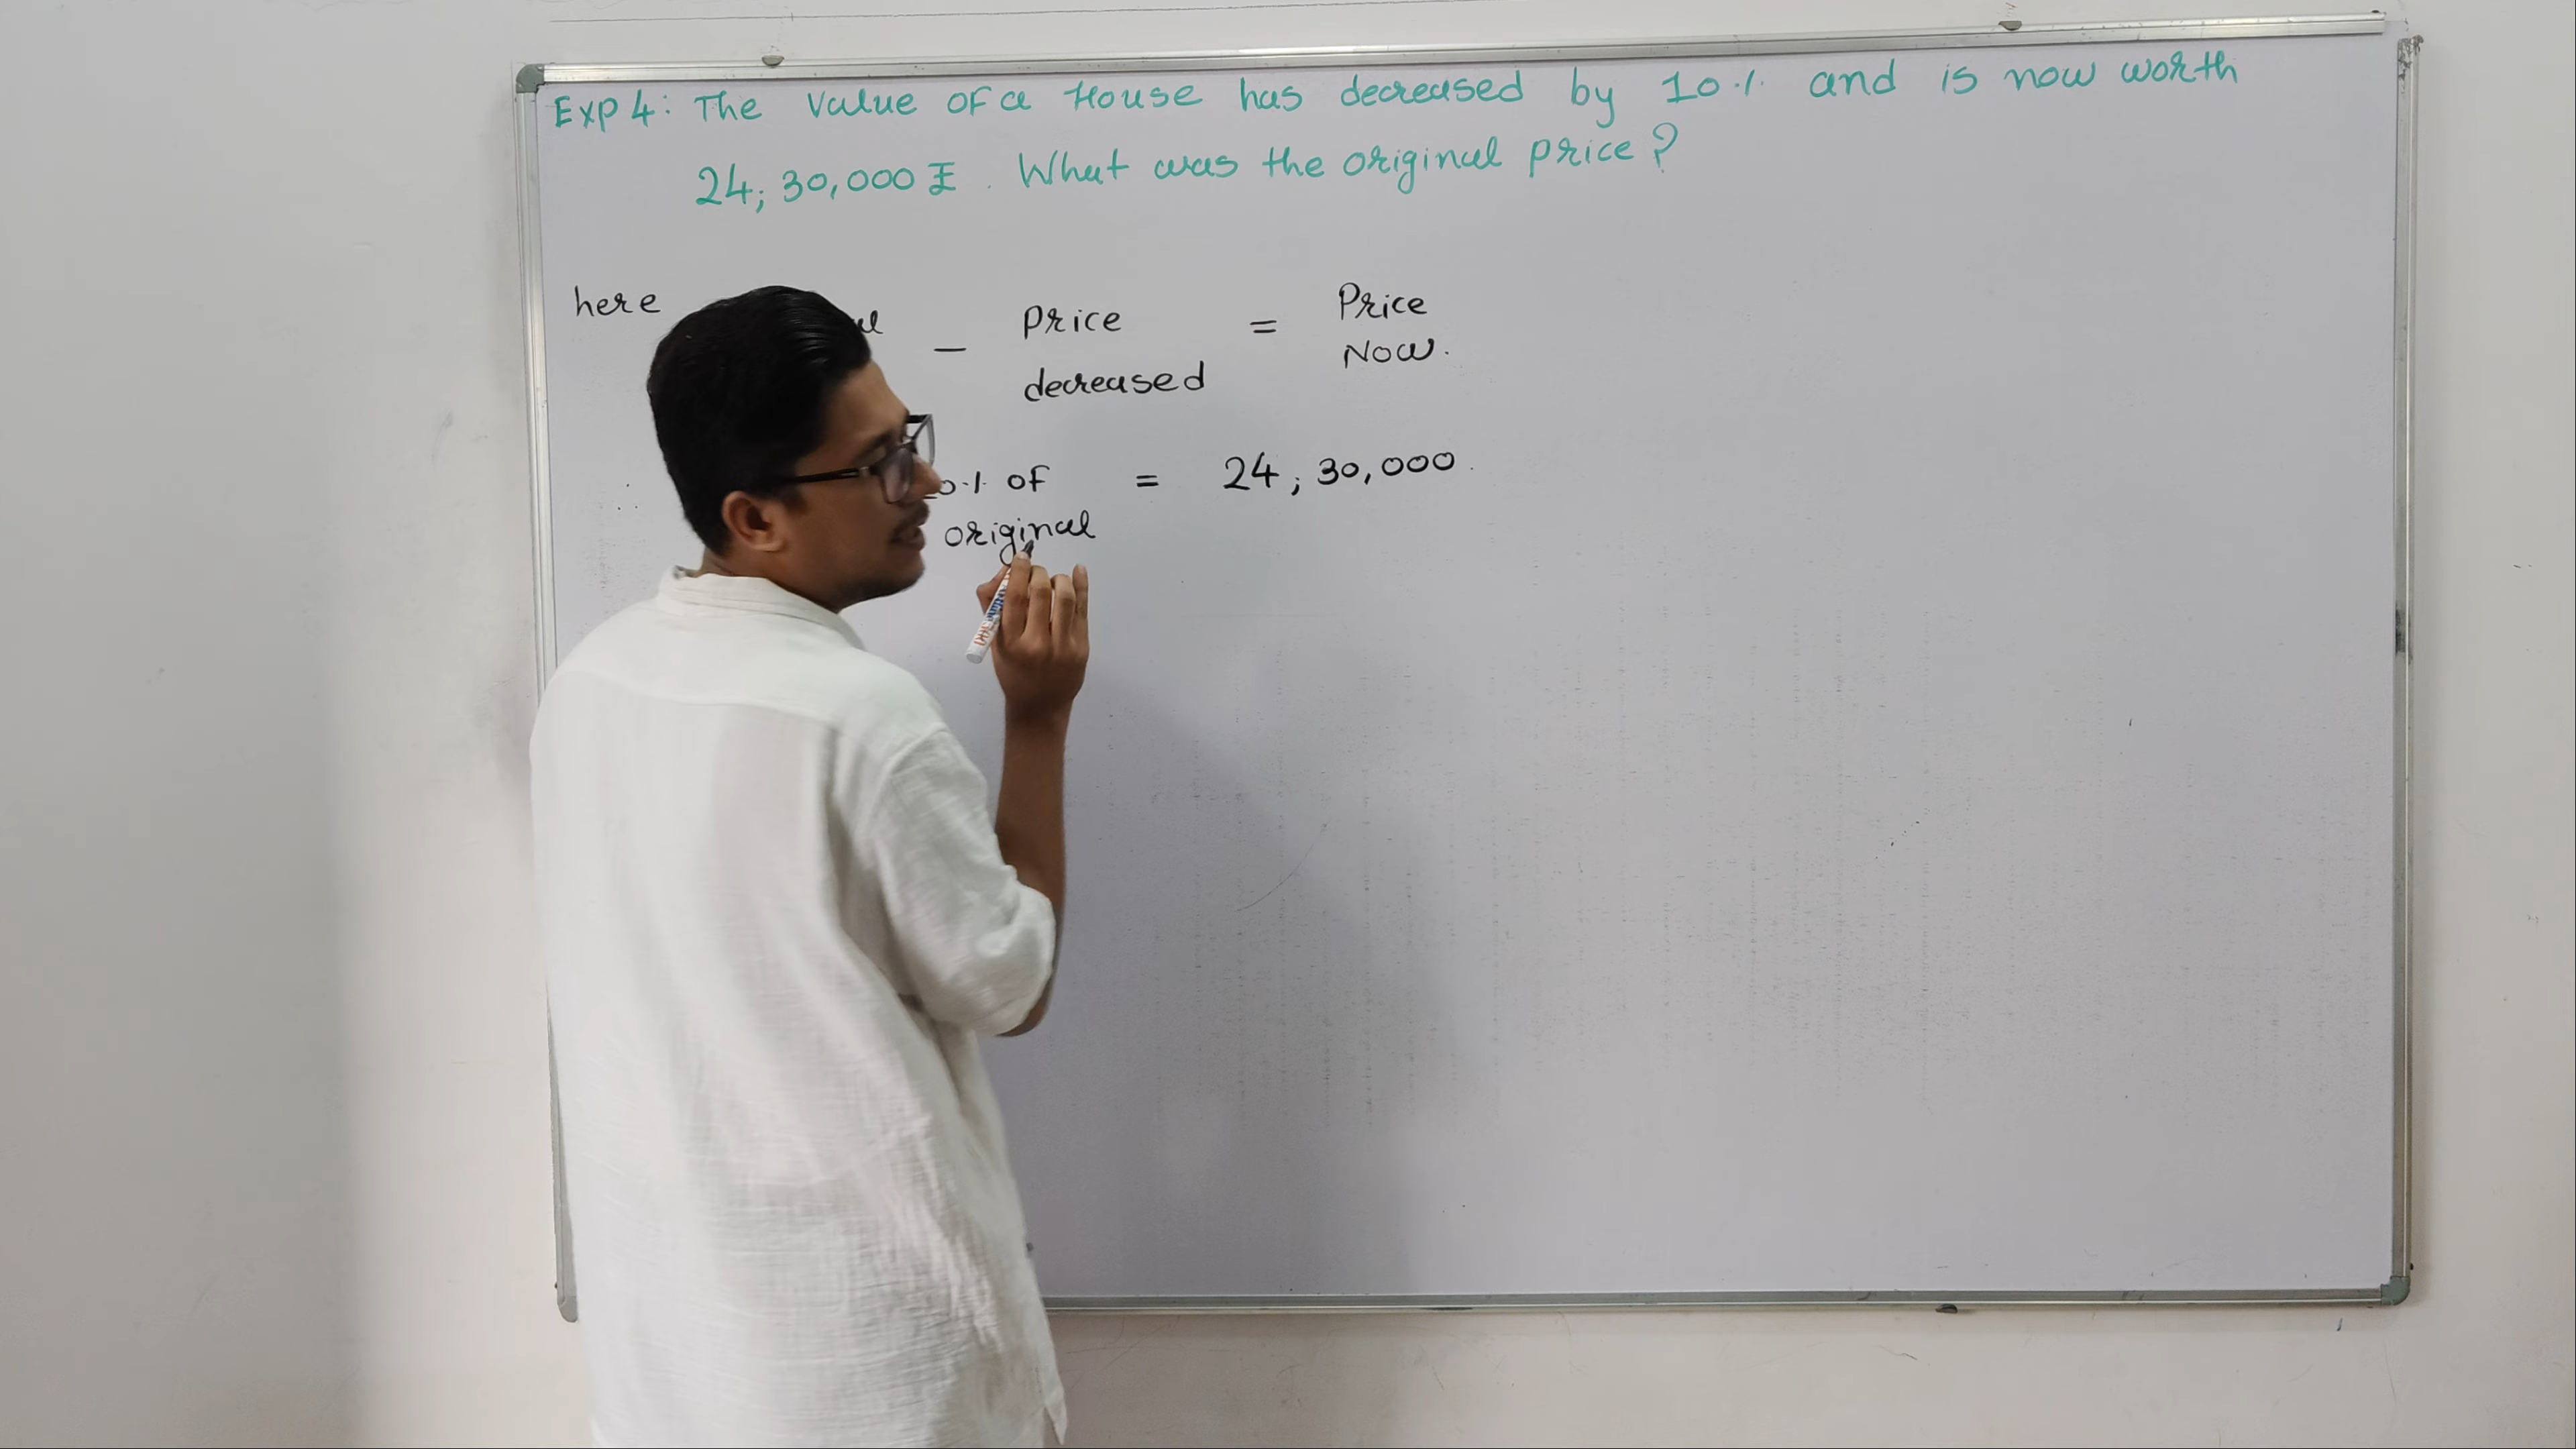 Exp 4: The value of a House has decreased by 10% and is now worth
24,30,000 ₹. What was the original price?
here
Price = Price
decreased Now.
of = 24,30,000
original